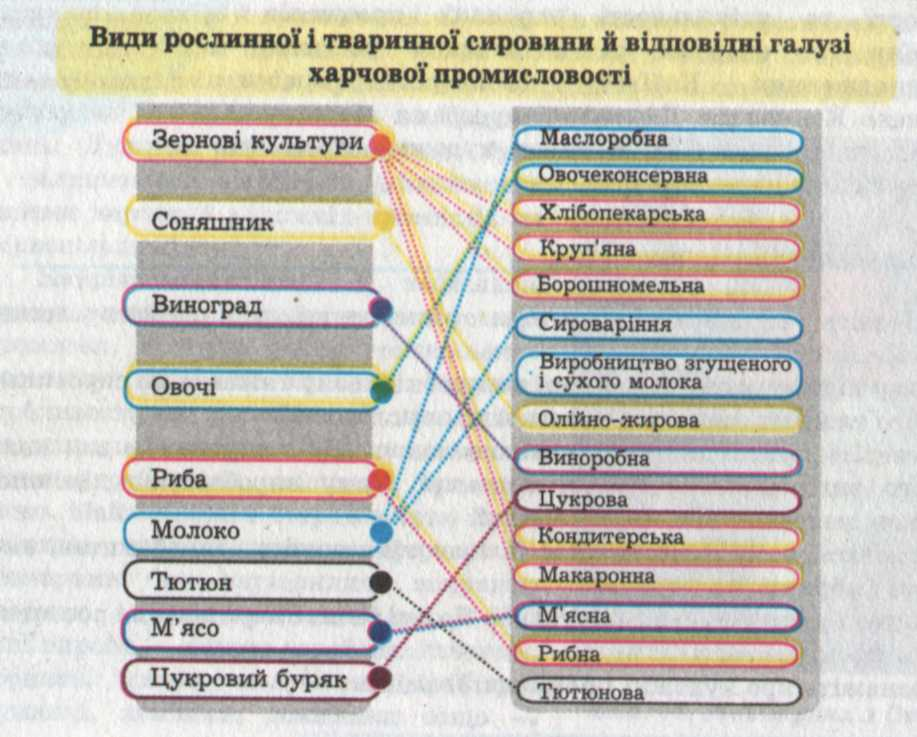 Види рослинної і тваринної сировини й відповідні галузі
харчової промисловості
Зернові культури
Соняшник
Виноград
Овочі
Риба
Молоко
Тютюн
М'ясо
Цукровий буряк
Маслоробна
Овочеконсервна
Хлібопекарська
Круп'яна
Борошномельна
Сироваріння
Виробництво згущеного
і сухого молока
Олійно-жирова
Виноробна
Цукрова
Кондитерська
Макаронна
М'ясна
Рибна
Тютюнова